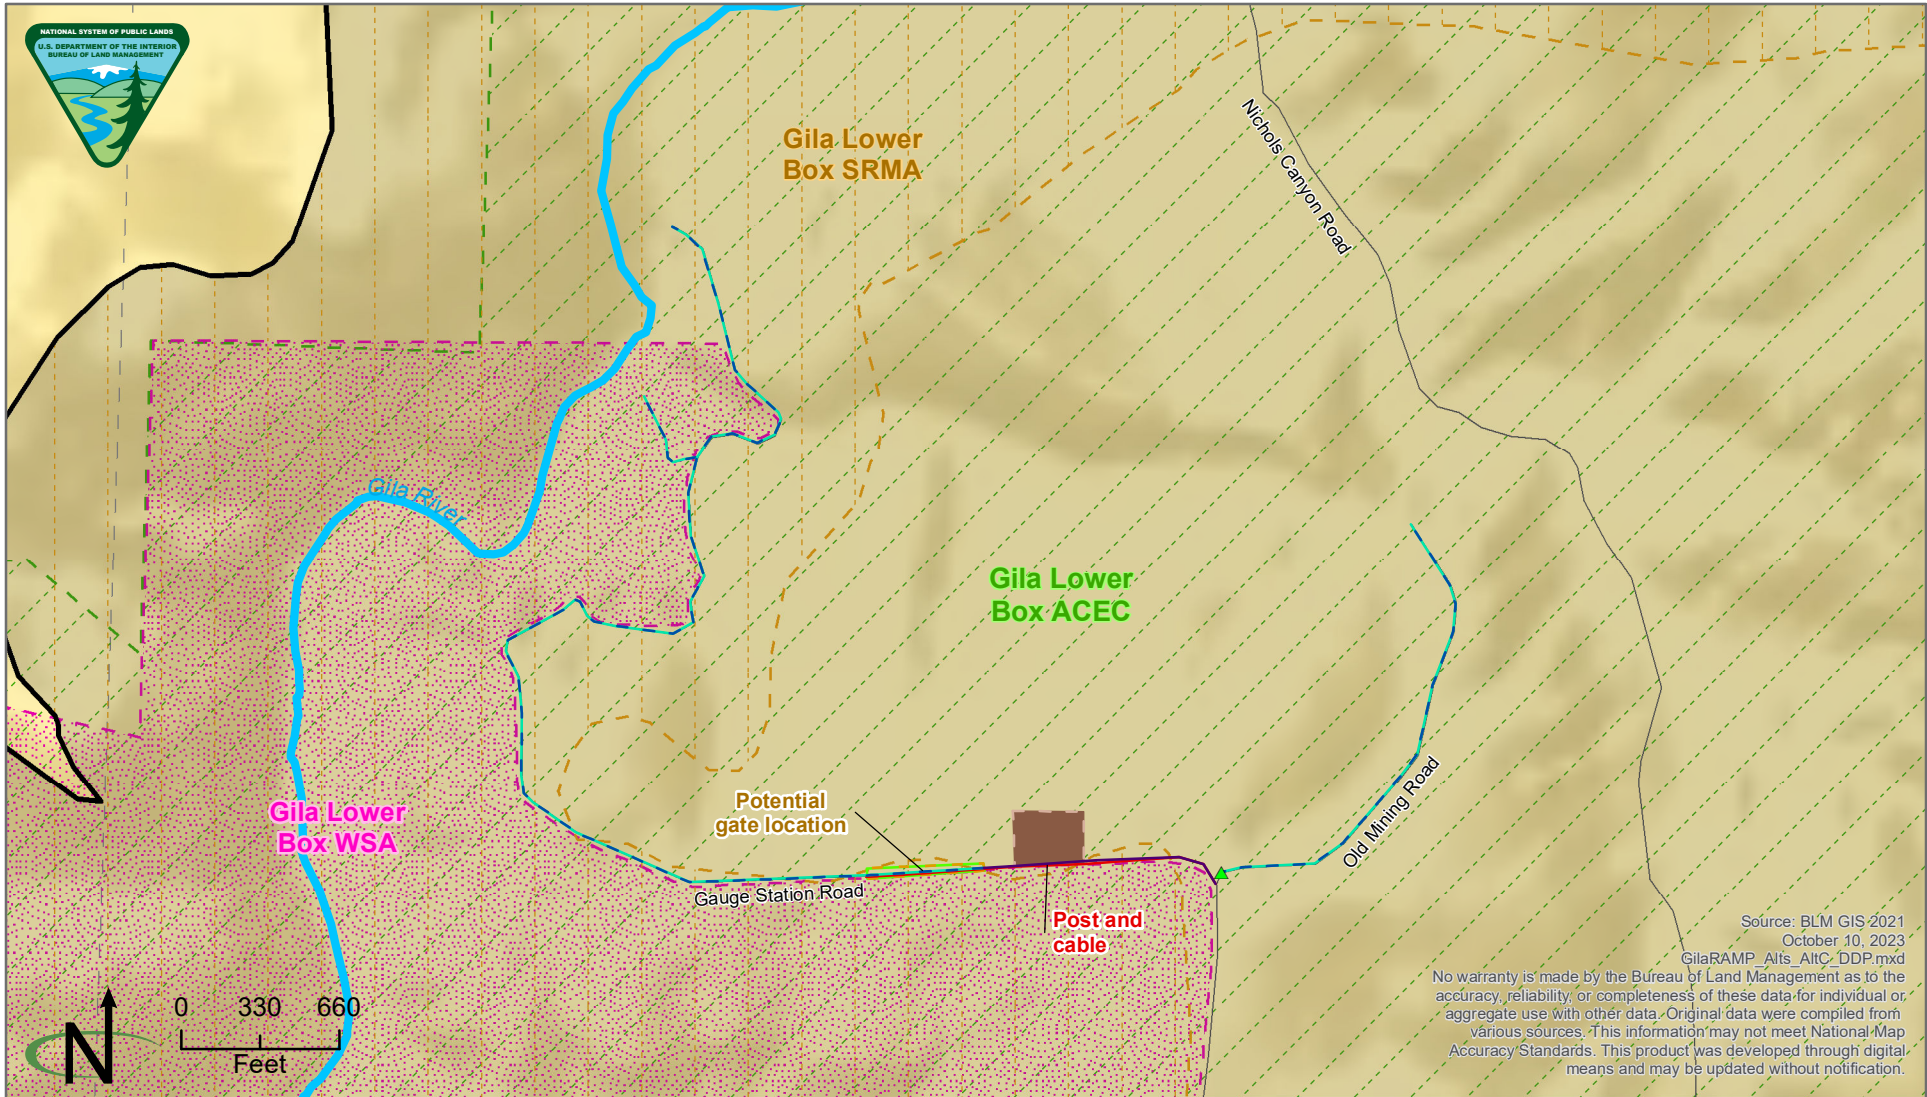 NATIONAL SYSTEM OF PUBLIC LANDS
U.S. DEPARTMENT OF THE INTERIOR
BUREAU OF LAND MANAGEMENT
Gila Lower
Box SRMA
Nichols Canyon Road
Gila River
Gila Lower
Box ACEC
Gila Lower
Box WSA
Potential
gate location
Old Mining Road
Gauge Station Road
Post and
cable
0 330 660
Feet
N
Source: BLM GIS 2021
October 10, 2023
GilaRAMP_Alts_AltC_DDP.mxd
No warranty is made by the Bureau of Land Management as to the
accuracy, reliability, or completeness of these data for individual or
aggregate use with other data. Original data were compiled from
various sources. This information may not meet National Map
Accuracy Standards. This product was developed through digital
means and may be updated without notification.